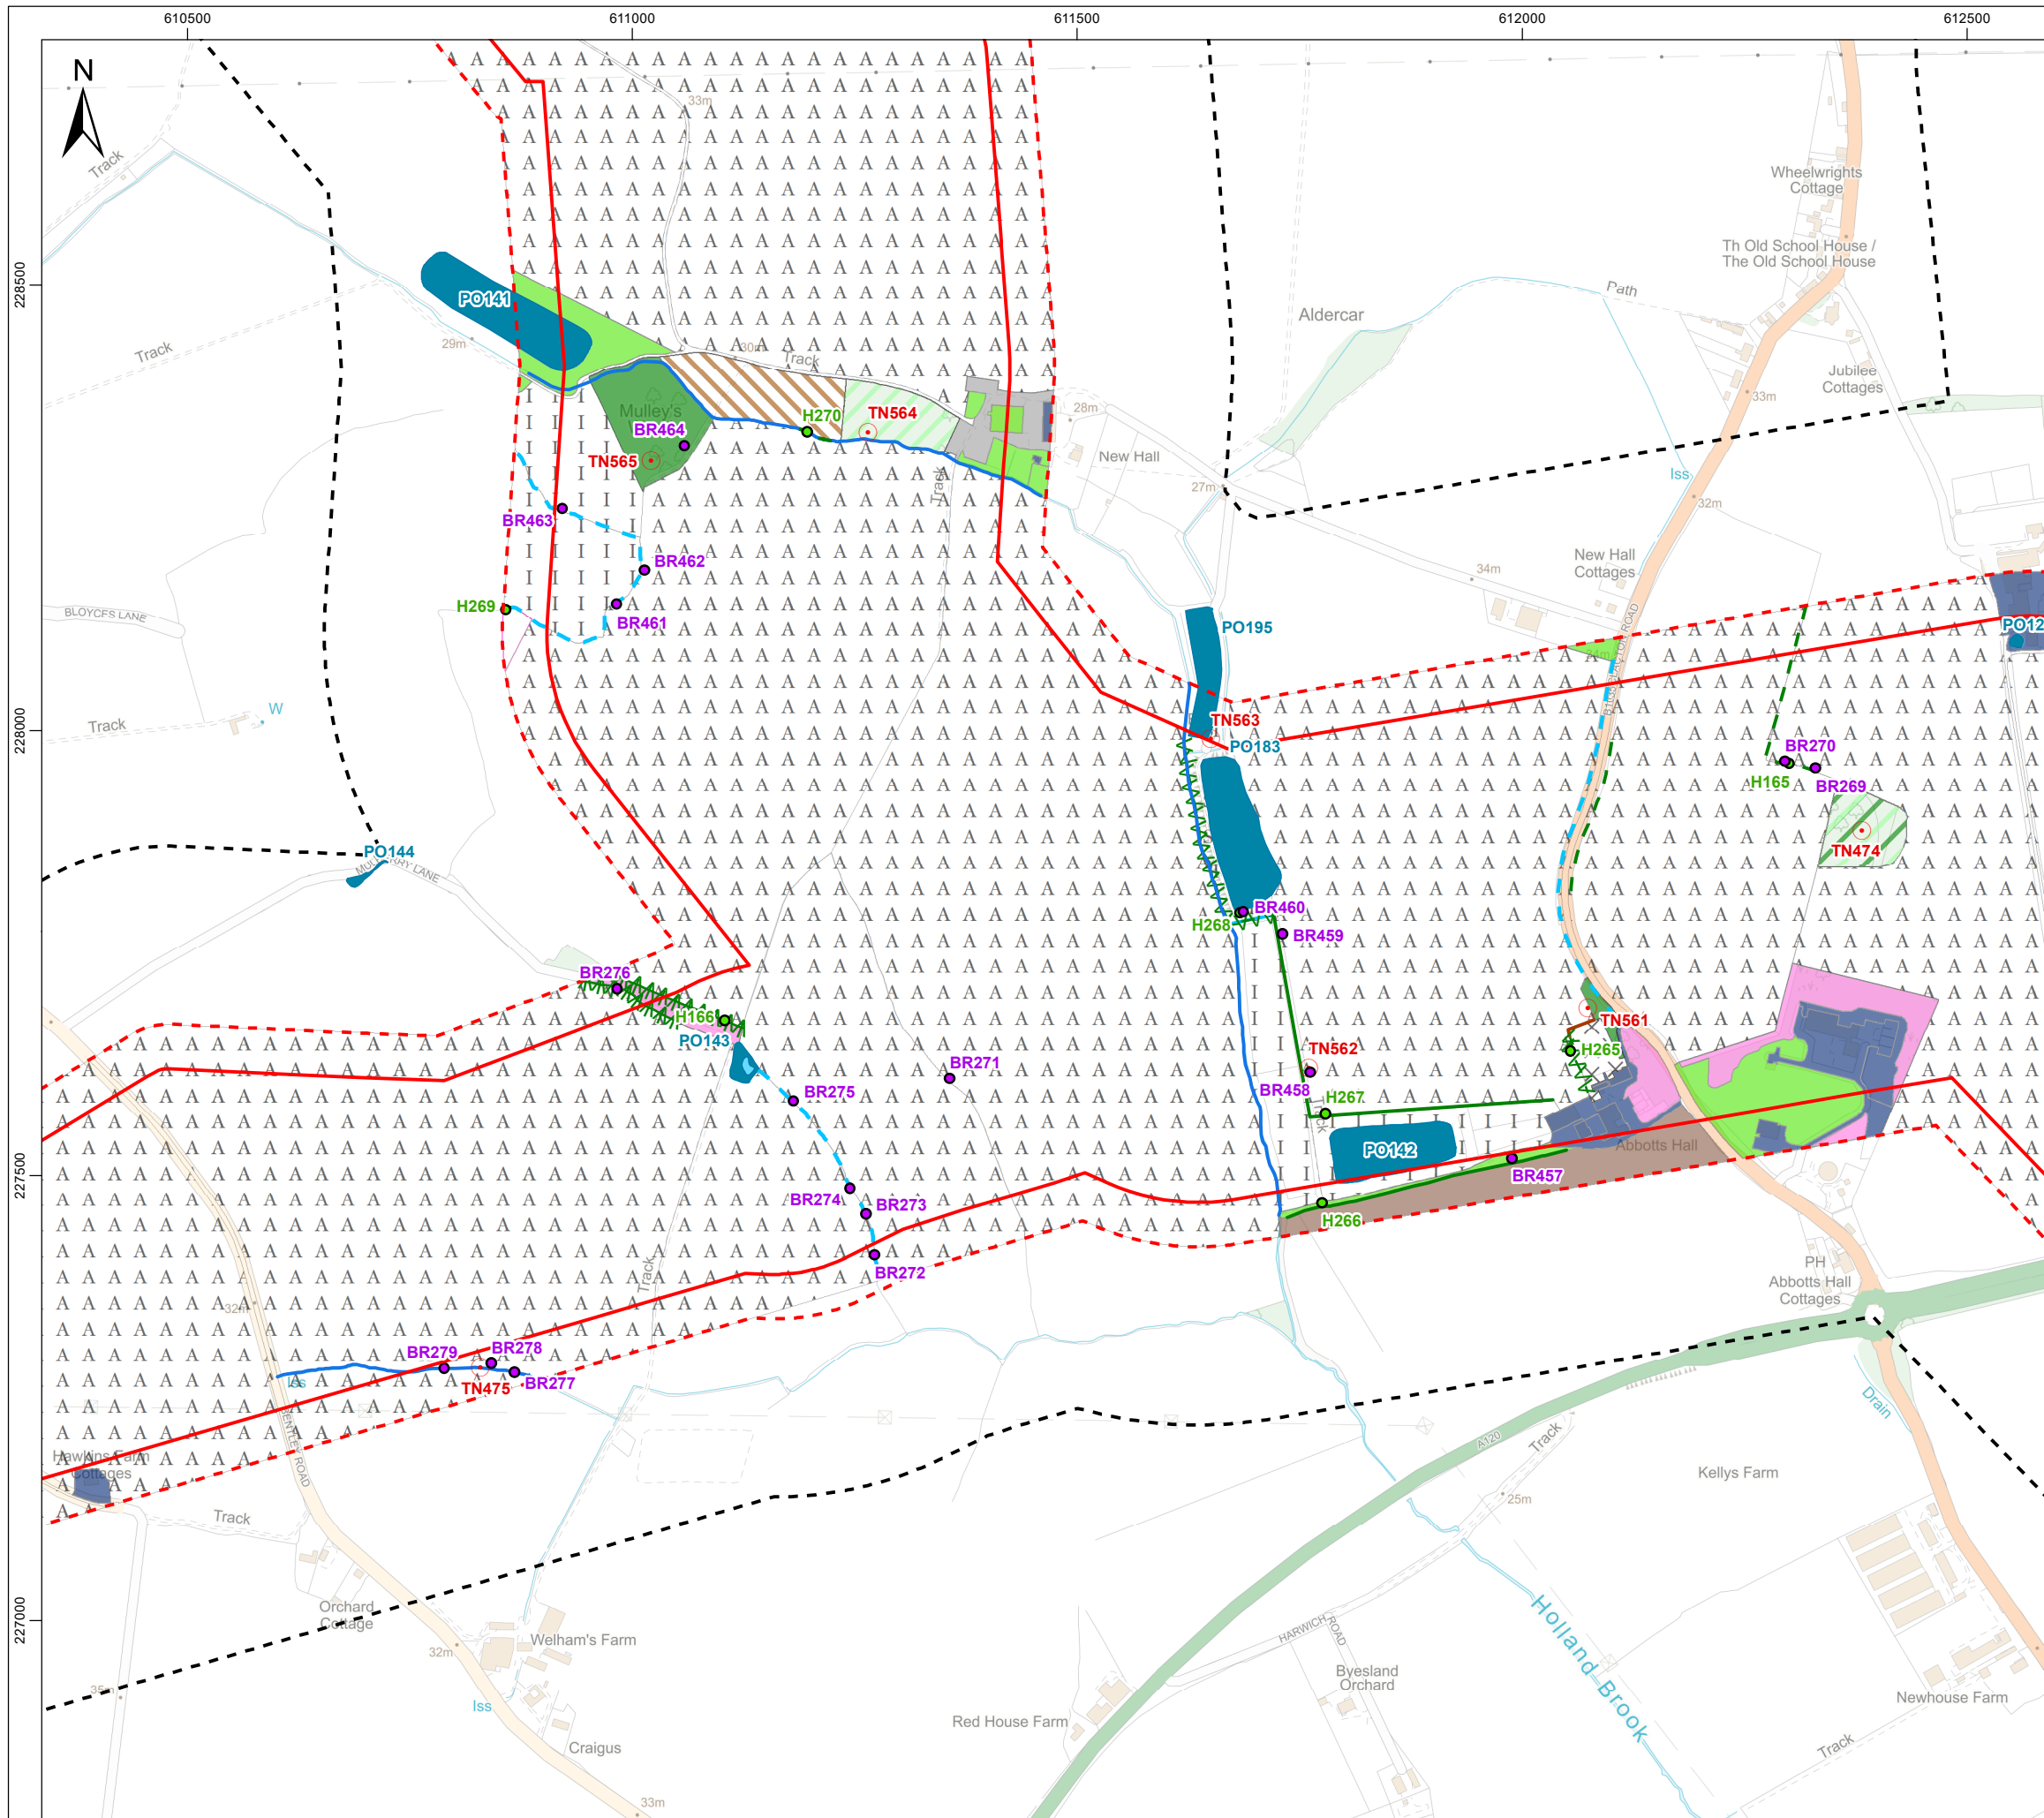 610500
611000
611500
612000
612500
N
33m
Track
Wheelwrights
Cottage
Th Old School House /
The Old School House
228500
PO141
Path
Aldercar
29m
Track
30m
Track
Jubilee
Cottages
33m
28m
Mulley's
H270
TN564
BR464
TN565
New Hall
Track
27m
Iss
32m
BR463
BR462
New Hall
Cottages
34m
H269
BLOYCES LANE
BR461
PO195
PO12
31m
W
Track
228000
TN563
PO183
BR270
H165
BR269
TN474
PO144
BR460
H268
BR459
BR276
H166
PO143
TN561
H265
TN562
BR271
BR458
BR275
H267
Track
PO142
Abbotts Hall
227500
BR457
BR274
BR273
H266
BR272
PH
Abbotts Hall
Cottages
Track
32m
BR279
BR278
TN475
BR277
Iss
BENTLEY ROAD
Drain
Hawkins Farm
Cottages
A120
Track
Kellys Farm
25m
Track
227000
Orchard
Cottage
Welham's Farm
32m
HARWICH ROAD
Holland Brook
Byesland
Orchard
35m
Iss
Red House Farm
Newhouse Farm
Craigus
Track
33m